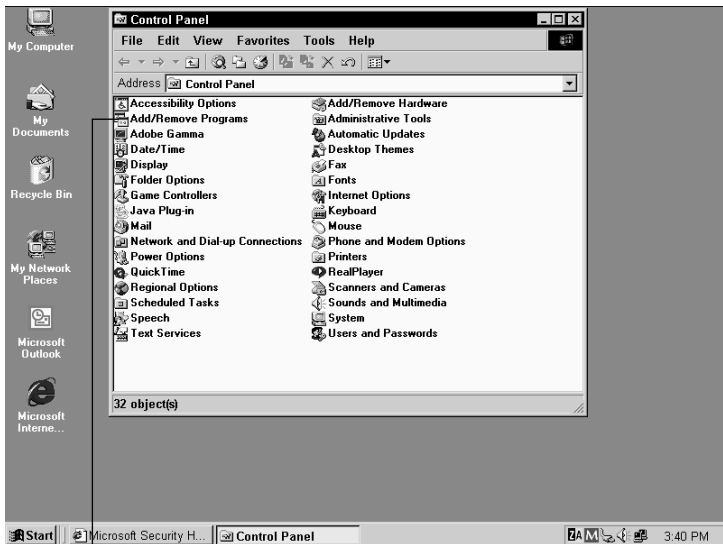 Control Panel
File Edit View Favorites Tools Help
Address Control Panel
Accessibility Options
Add/Remove Programs
Adobe Gamma
Date/Time
Display
Folder Options
Game Controllers
Java Plug-in
Mail
Network and Dial-up Connections
Power Options
QuickTime
Regional Options
Scheduled Tasks
Speech
Text Services
Add/Remove Hardware
Administrative Tools
Automatic Updates
Desktop Themes
Fax
Fonts
Internet Options
Keyboard
Mouse
Phone and Modem Options
Printers
RealPlayer
Scanners and Cameras
Sounds and Multimedia
System
Users and Passwords
32 object(s)
My Computer
My
Documents
Recycle Bin
My Network
Places
Microsoft
Outlook
Microsoft
Interne...
Start Microsoft Security H... Control Panel 3:40 PM